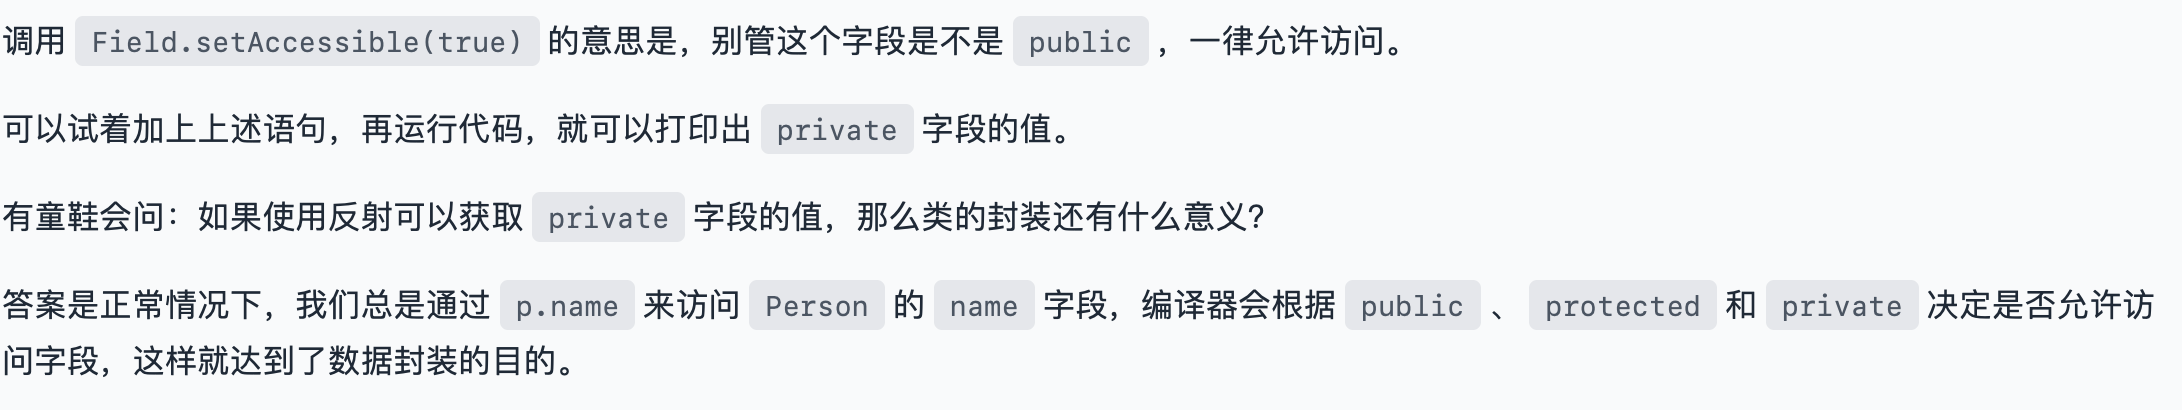 调用 Field.setAccessible(true) 的意思是，别管这个字段是不是 public ，一律允许访问。
可以试着加上上述语句，再运行代码，就可以打印出 private 字段的值。
有童鞋会问：如果使用反射可以获取 private 字段的值，那么类的封装还有什么意义？
答案是正常情况下，我们总是通过 p.name 来访问 Person 的 name 字段，编译器会根据 public 、 protected 和 private 决定是否允许访
问字段，这样就达到了数据封装的目的。